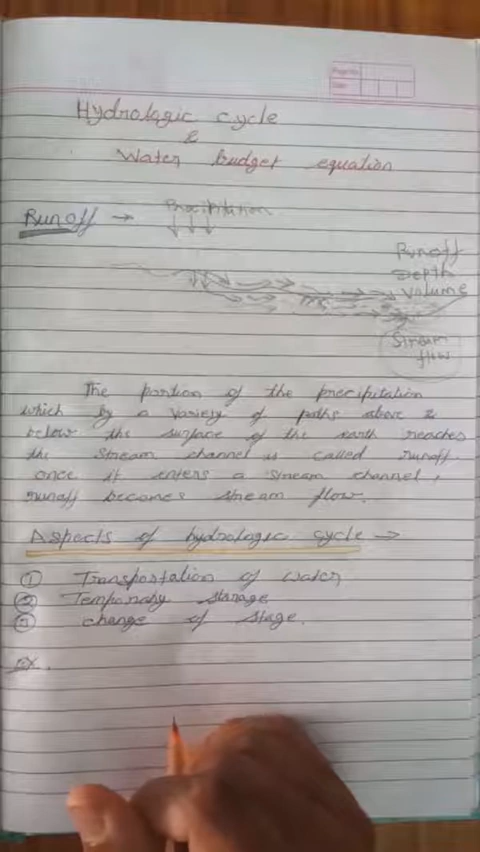 Page No.
Date
Hydrologic cycle
&
Water budget equation
Runoff → Precipitation
Runoff
Depth
Volume
Stream
flow
The portion of the precipitation
which by a variety of paths above &
below the surface of the earth reaches
the stream channel is called runoff
once it enters a stream channel,
runoff becomes stream flow.
Aspects of hydrologic cycle →
① Transportation of water
② Temporary storage
③ change of stage.
ex.